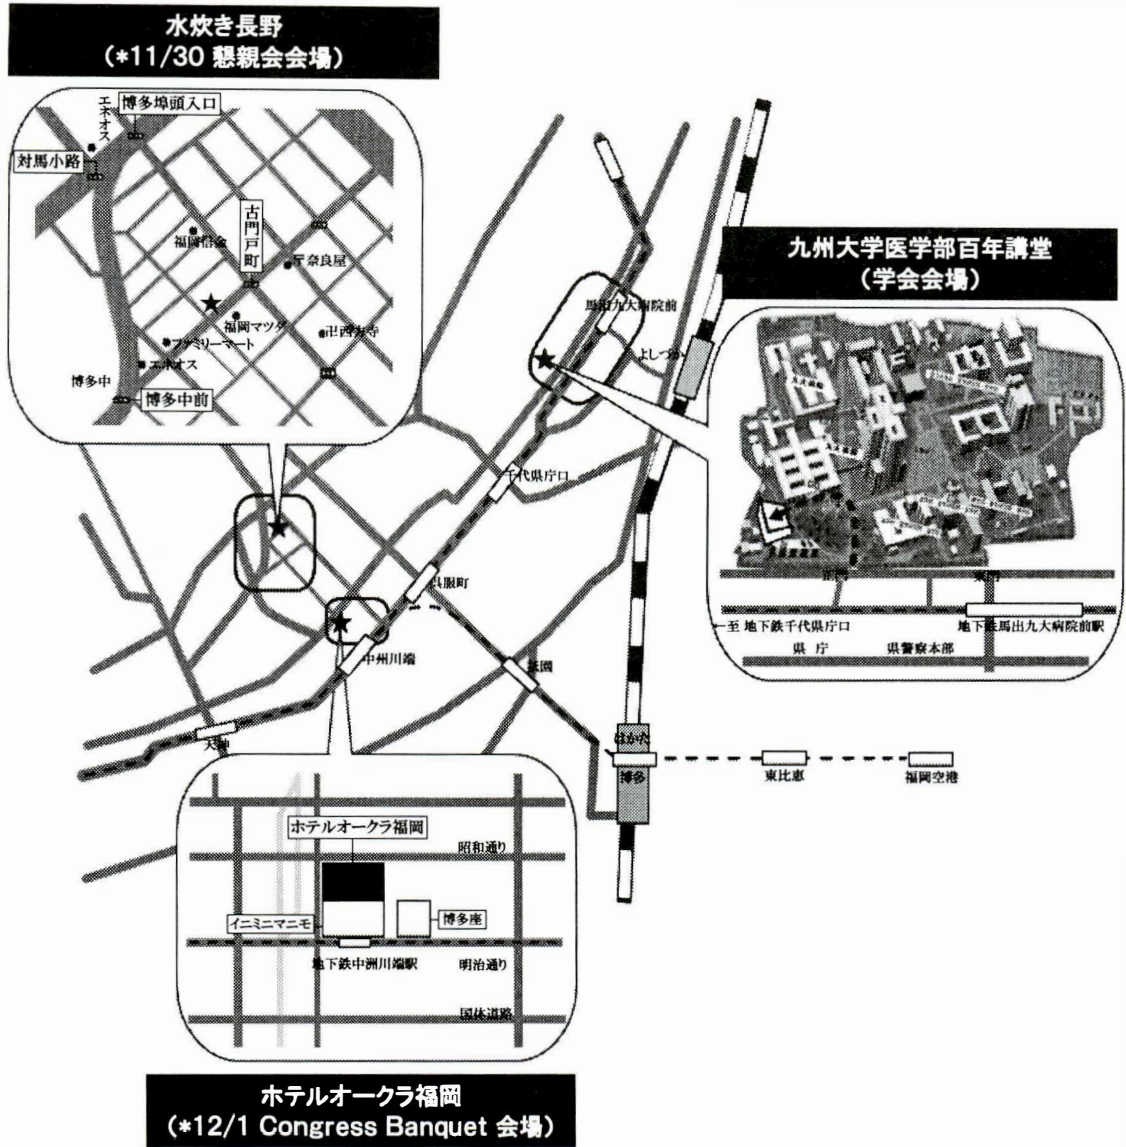 水炊き長野
（*11/30 懇親会会場）
エネオス
博多埠頭入口
対馬小路
古門戸町
福岡信金
〒奈良屋
福岡マツダ
ファミリーマート
卍西方寺
エネオス
博多中
博多中前
九州大学医学部百年講堂
（学会会場）
正門
東門
←至 地下鉄千代県庁口
地下鉄馬出九大病院前駅
県 庁
県警察本部
馬出九大病院前
よしづか
千代県庁口
呉服町
中州川端
祇園
天神
はかた
博多
東比恵
福岡空港
ホテルオークラ福岡
昭和通り
イニミニマニモ
博多座
地下鉄中洲川端駅
明治通り
国体道路
ホテルオークラ福岡
（*12/1 Congress Banquet 会場）